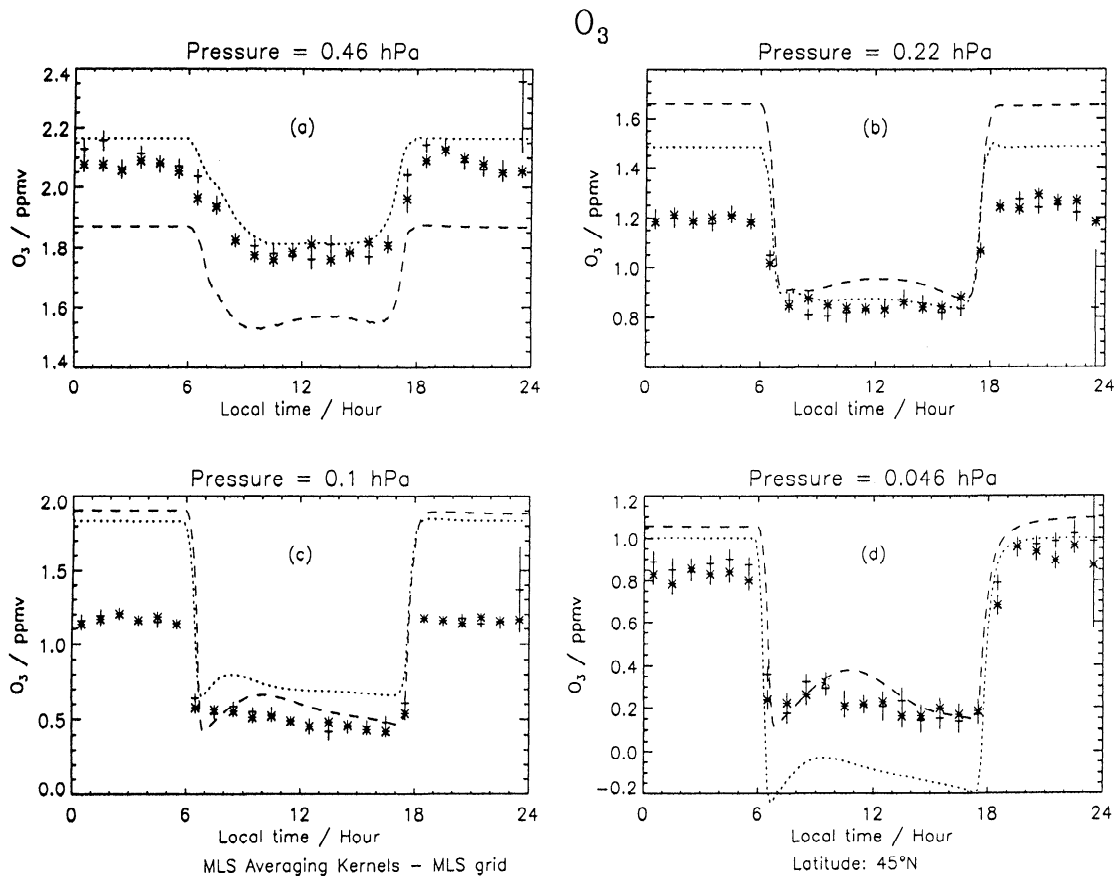 O3
Pressure = 0.46 hPa
2.4
2.2
2.0
1.8
1.6
1.4
O3 / ppmv
(a)
0 6 12 18 24
Local time / Hour
Pressure = 0.22 hPa
1.6
1.4
1.2
1.0
0.8
O3 / ppmv
(b)
0 6 12 18 24
Local time / Hour
Pressure = 0.1 hPa
2.0
1.5
1.0
0.5
0.0
O3 / ppmv
(c)
0 6 12 18 24
Local time / Hour
Pressure = 0.046 hPa
1.2
1.0
0.8
0.6
0.4
0.2
0.0
-0.2
O3 / ppmv
(d)
0 6 12 18 24
Local time / Hour
MLS Averaging Kernels - MLS grid
Latitude: 45°N